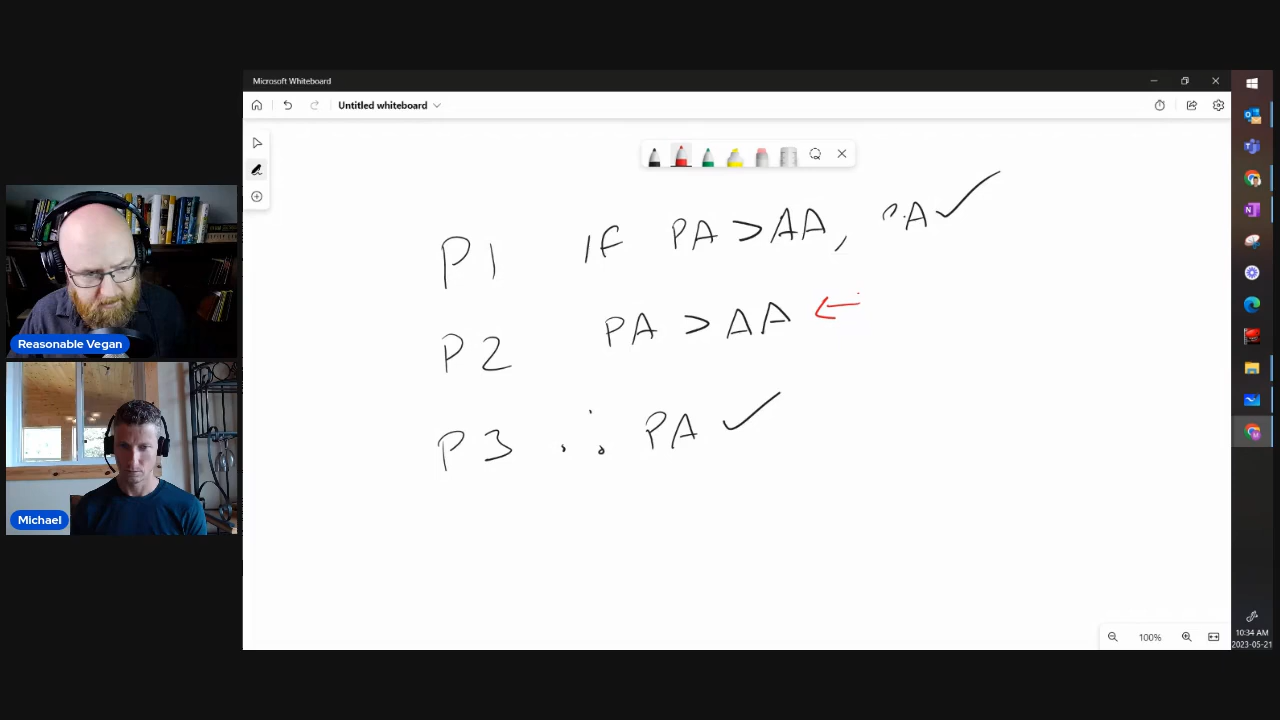 Microsoft Whiteboard
Untitled whiteboard
P1 If PA > AA, PA ✓
P2 PA > AA ←
P3 ∴ PA ✓
Reasonable Vegan
Michael
100%
10:34 AM
2023-05-21